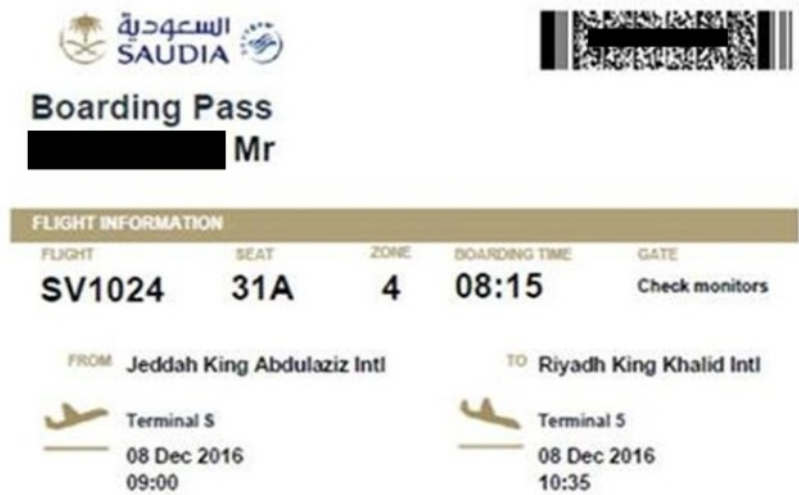 السعودية
SAUDIA
Boarding Pass
Mr
FLIGHT INFORMATION
FLIGHT SEAT ZONE BOARDING TIME GATE
SV1024 31A 4 08:15 Check monitors
FROM Jeddah King Abdulaziz Intl TO Riyadh King Khalid Intl
Terminal S Terminal 5
08 Dec 2016 08 Dec 2016
09:00 10:35